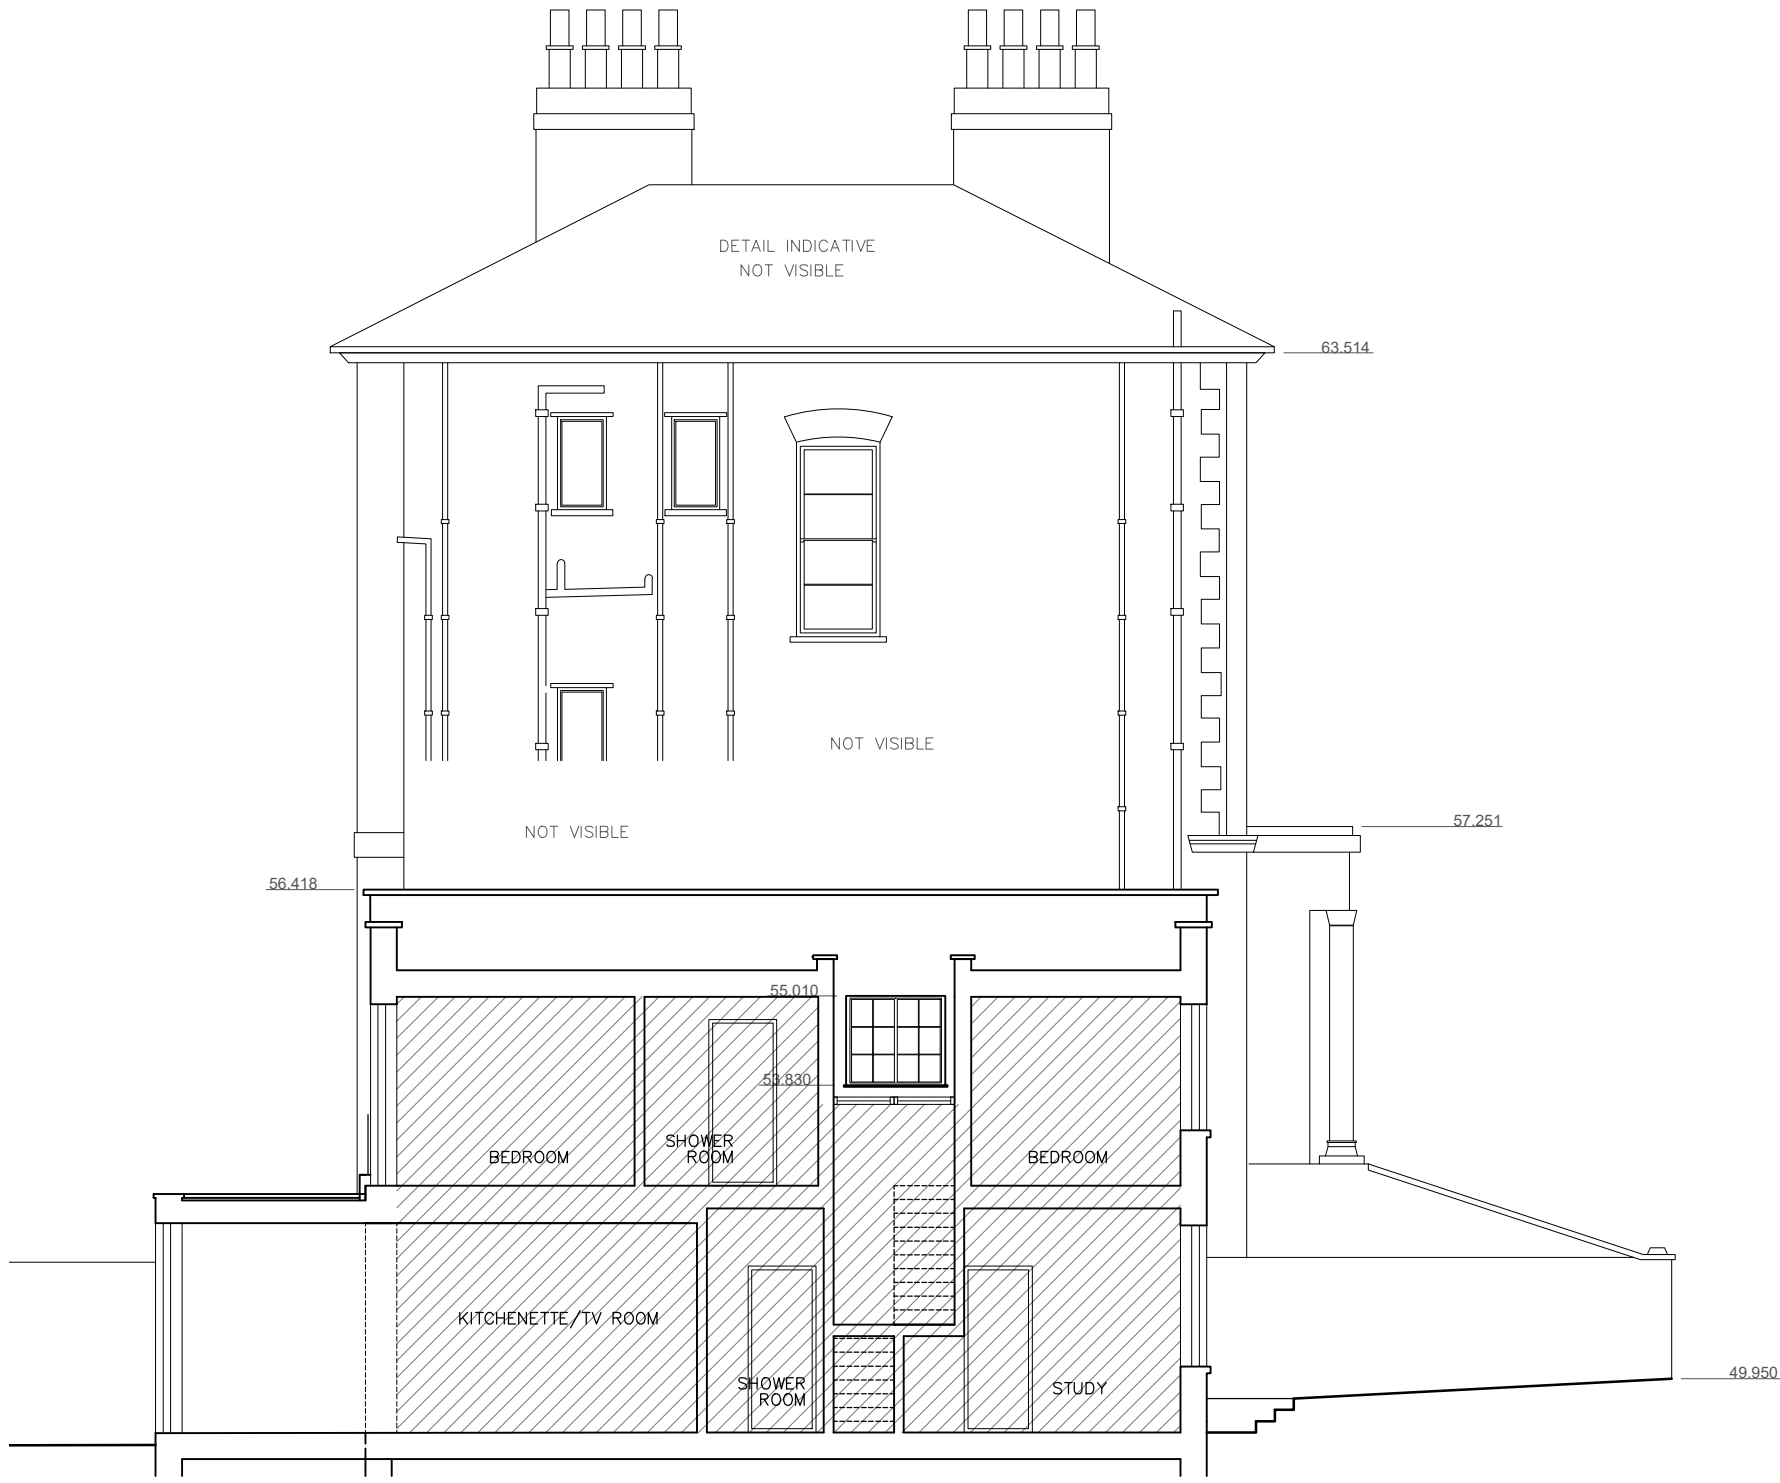 DETAIL INDICATIVE
NOT VISIBLE
63.514
NOT VISIBLE
57.251
NOT VISIBLE
56.418
55.010
53.830
SHOWER
ROOM
BEDROOM
BEDROOM
KITCHENETTE/TV ROOM
49.950
SHOWER
ROOM
STUDY